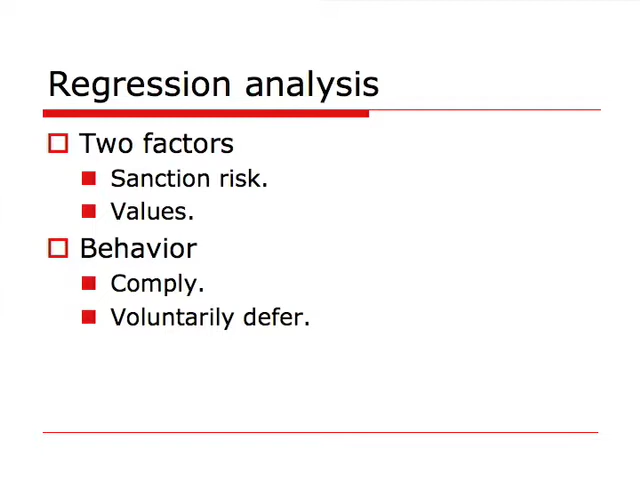 Regression analysis
Two factors
Sanction risk.
Values.
Behavior
Comply.
Voluntarily defer.